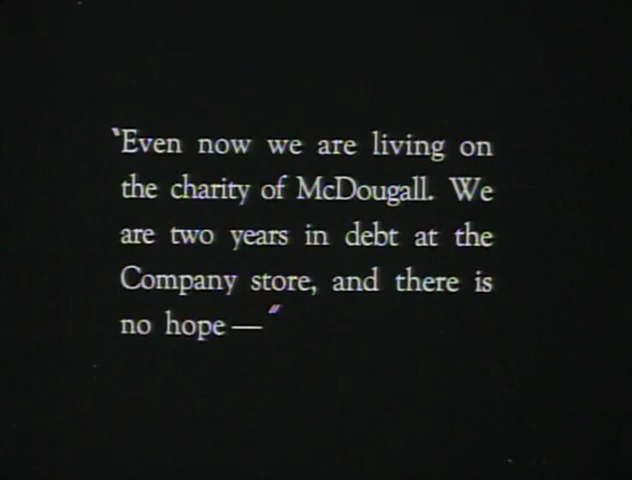 "Even now we are living on
the charity of McDougall. We
are two years in debt at the
Company store, and there is
no hope—"